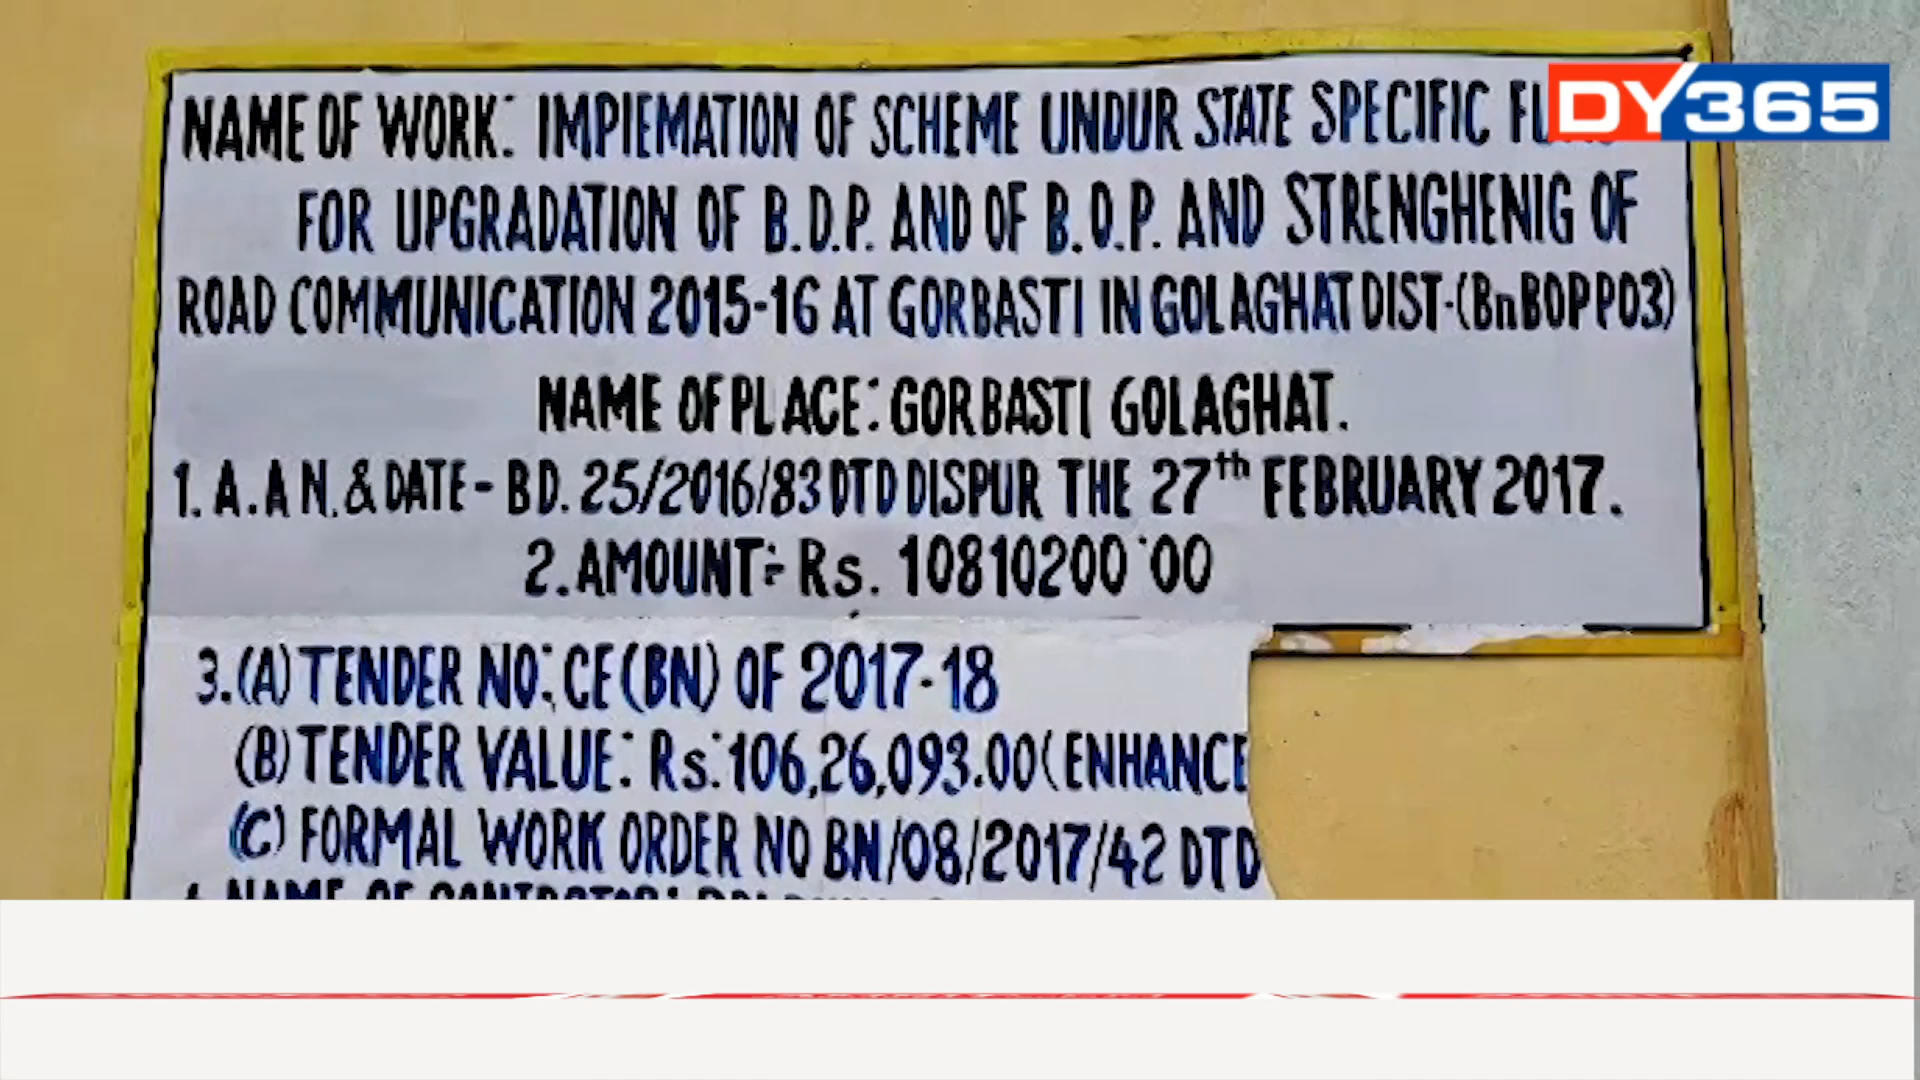 DY365
NAME OF WORK: IMPIEMATION OF SCHEME UNDUR STATE SPECIFIC
FOR UPGRADATION OF B.D.P. AND OF B.O.P. AND STRENGHENIG OF
ROAD COMMUNICATION 2015-16 AT GORBASTI IN GOLAGHAT DIST-(BnBOPP03)
NAME OF PLACE: GORBASTI GOLAGHAT.
1. A.A N. & DATE - BD. 25/2016/83 DTD DISPUR THE 27th FEBRUARY 2017.
2. AMOUNT:- Rs. 10810200.00
3. (A) TENDER NO: CE (BN) OF 2017-18
(B) TENDER VALUE: Rs: 106,26,093.00 (ENHANCE
(C) FORMAL WORK ORDER NO BN/08/2017/42 DTD
NAME OF